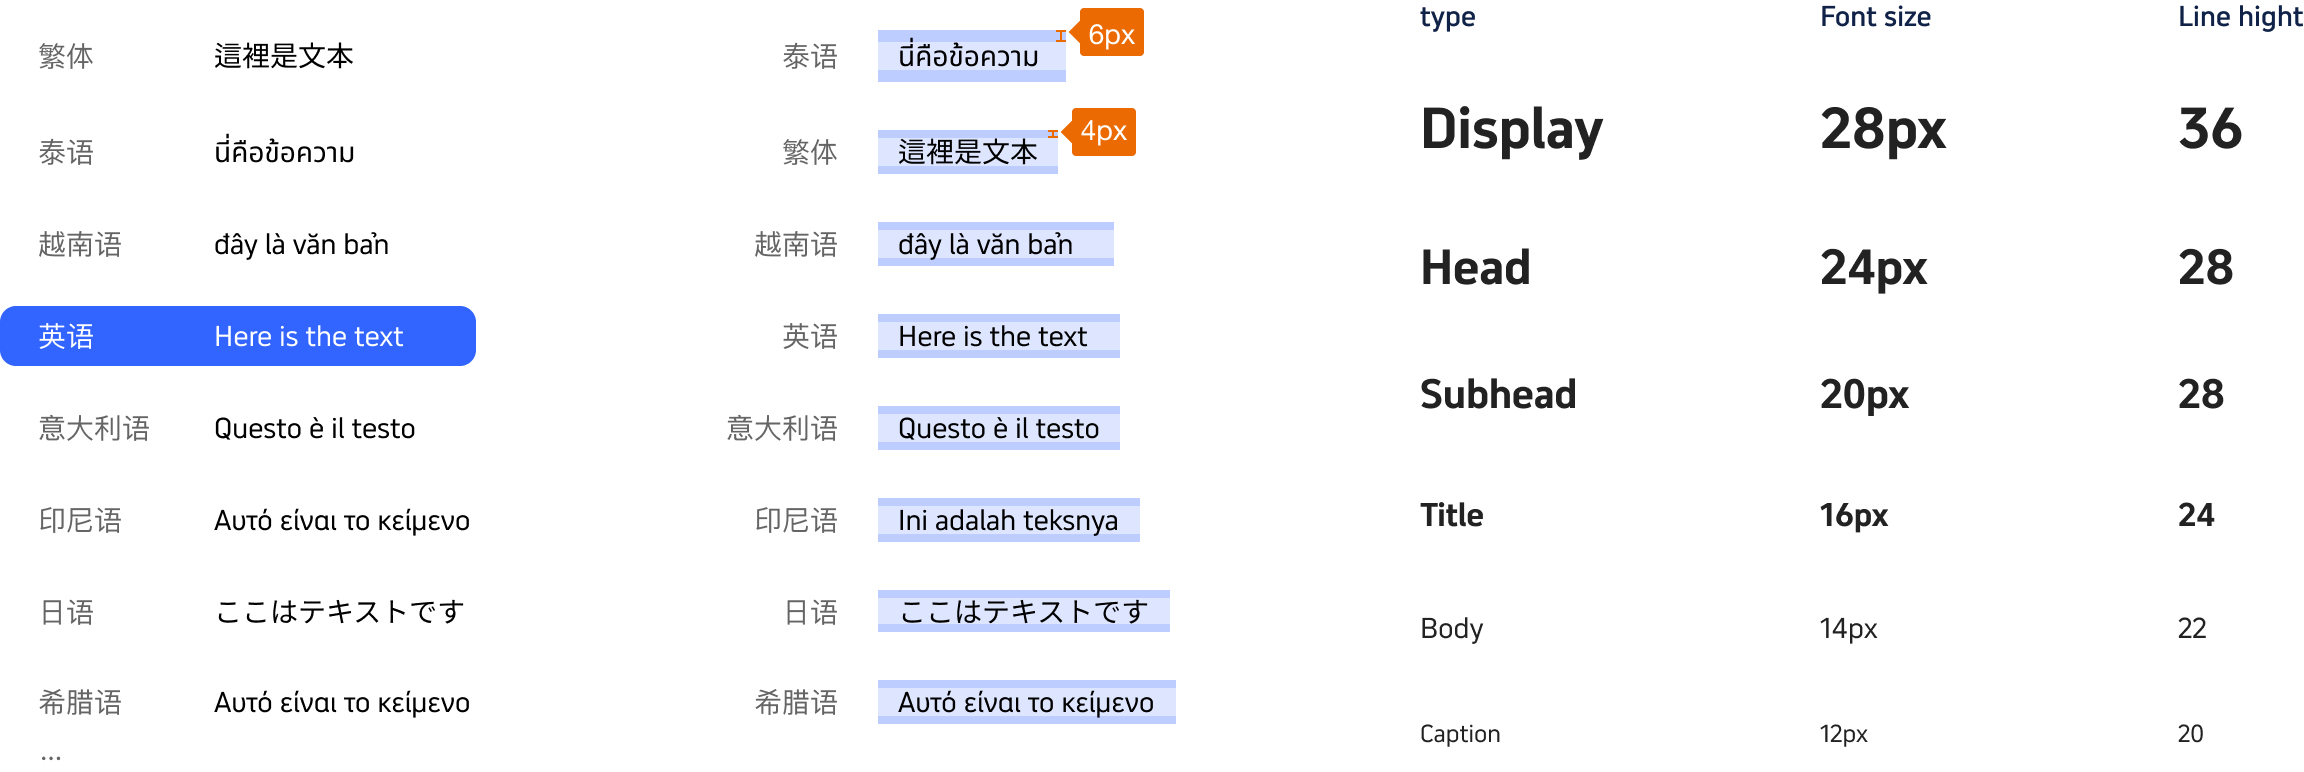 繁体 這裡是文本
泰语 นี่คือข้อความ
越南语 đây là văn bản
英语 Here is the text
意大利语 Questo è il testo
印尼语 Αυτό είναι το κείμενο
日语 ここはテキストです
希腊语 Αυτό είναι το κείμενο
...
泰语 นี่คือข้อความ 6px
繁体 這裡是文本 4px
越南语 đây là văn bản
英语 Here is the text
意大利语 Questo è il testo
印尼语 Ini adalah teksnya
日语 ここはテキストです
希腊语 Αυτό είναι το κείμενο
type Font size Line hight
Display 28px 36
Head 24px 28
Subhead 20px 28
Title 16px 24
Body 14px 22
Caption 12px 20